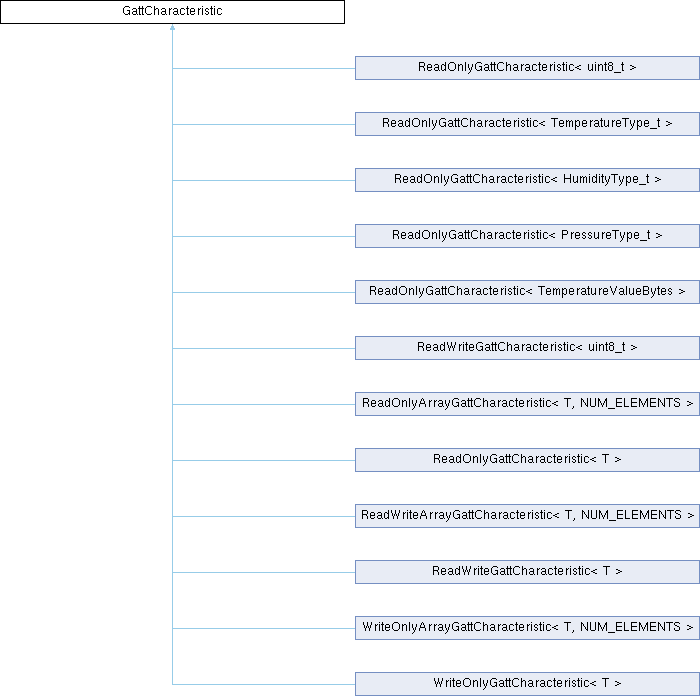 GattCharacteristic
ReadOnlyGattCharacteristic< uint8_t >
ReadOnlyGattCharacteristic< TemperatureType_t >
ReadOnlyGattCharacteristic< HumidityType_t >
ReadOnlyGattCharacteristic< PressureType_t >
ReadOnlyGattCharacteristic< TemperatureValueBytes >
ReadWriteGattCharacteristic< uint8_t >
ReadOnlyArrayGattCharacteristic< T, NUM_ELEMENTS >
ReadOnlyGattCharacteristic< T >
ReadWriteArrayGattCharacteristic< T, NUM_ELEMENTS >
ReadWriteGattCharacteristic< T >
WriteOnlyArrayGattCharacteristic< T, NUM_ELEMENTS >
WriteOnlyGattCharacteristic< T >